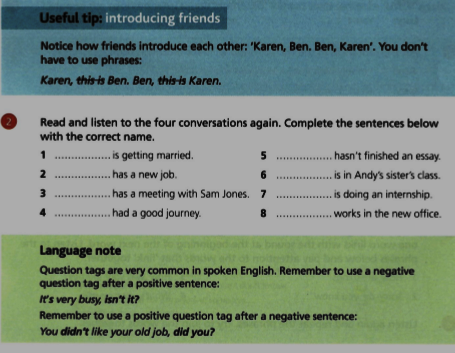 Useful tip: introducing friends
Notice how friends introduce each other: 'Karen, Ben. Ben, Karen'. You don't
have to use phrases:
Karen, this is Ben. Ben, this is Karen.
2 Read and listen to the four conversations again. Complete the sentences below
with the correct name.
1 ................. is getting married.
2 ................. has a new job.
3 ................. has a meeting with Sam Jones.
4 ................. had a good journey.
5 ................. hasn't finished an essay.
6 ................. is in Andy's sister's class.
7 ................. is doing an internship.
8 ................. works in the new office.
Language note
Question tags are very common in spoken English. Remember to use a negative
question tag after a positive sentence:
It's very busy, isn't it?
Remember to use a positive question tag after a negative sentence:
You didn't like your old job, did you?